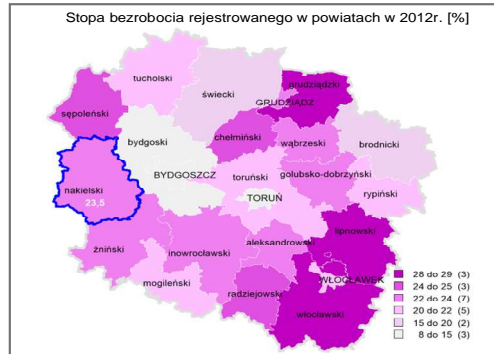 Stopa bezrobocia rejestrowanego w powiatach w 2012r. [%]
tucholski
grudziądzki
świecki
GRUDZIĄDZ
sępoleński
chełmiński
bydgoski
wąbrzeski
brodnicki
BYDGOSZCZ
toruński
golubsko-dobrzyński
nakielski
23,5
TORUŃ
rypiński
żniński
inowrocławski
aleksandrowski
lipnowski
mogileński
radziejowski
WŁOCŁAWEK
włocławski
28 do 29 (3)
24 do 25 (3)
22 do 24 (7)
20 do 22 (5)
15 do 20 (2)
8 do 15 (3)